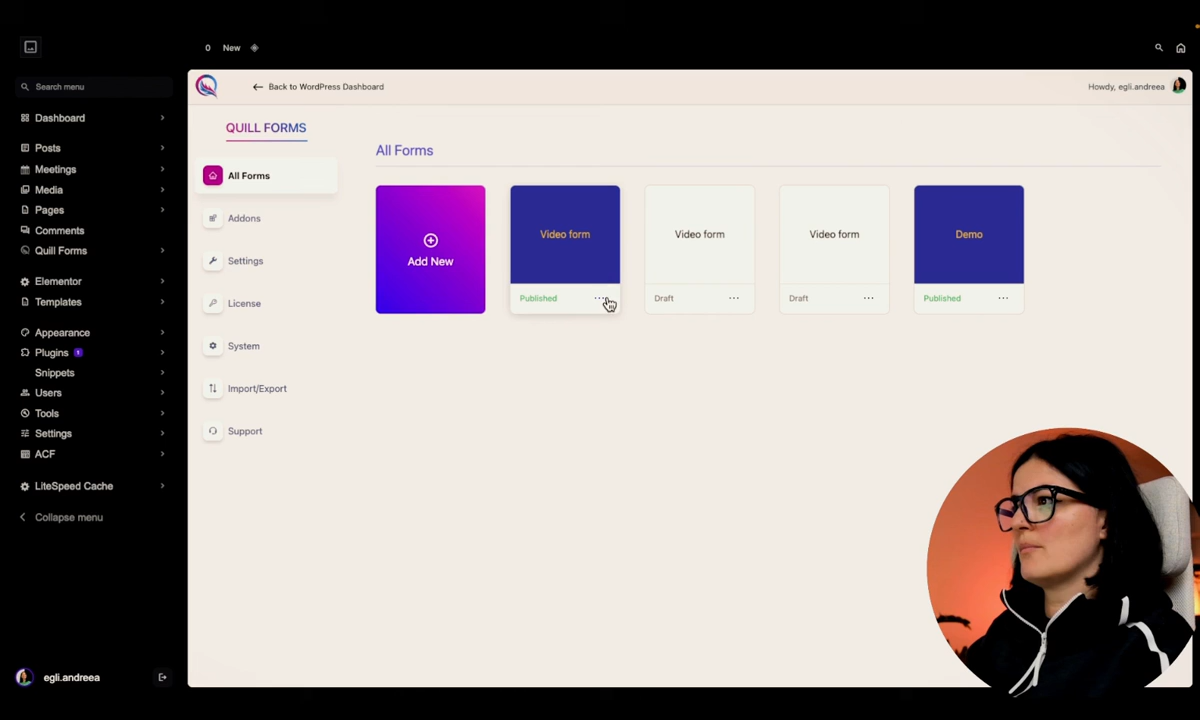 0 New
Search menu
Dashboard
Posts
Meetings
Media
Pages
Comments
Quill Forms
Elementor
Templates
Appearance
Plugins 1
Snippets
Users
Tools
Settings
ACF
LiteSpeed Cache
Collapse menu
egli.andreea
Back to WordPress Dashboard
Howdy, egli.andreea
QUILL FORMS
All Forms
Addons
Settings
License
System
Import/Export
Support
All Forms
Add New
Video form
Published
Video form
Draft
Video form
Draft
Demo
Published